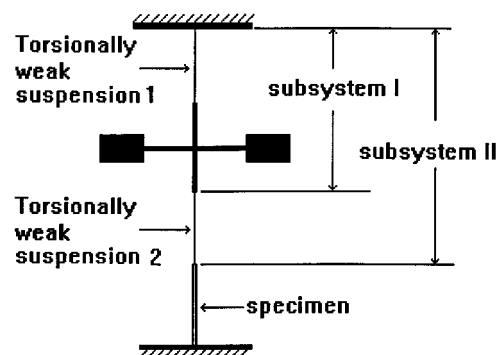 Torsionally
weak
suspension 1
subsystem I
subsystem II
Torsionally
weak
suspension 2
specimen